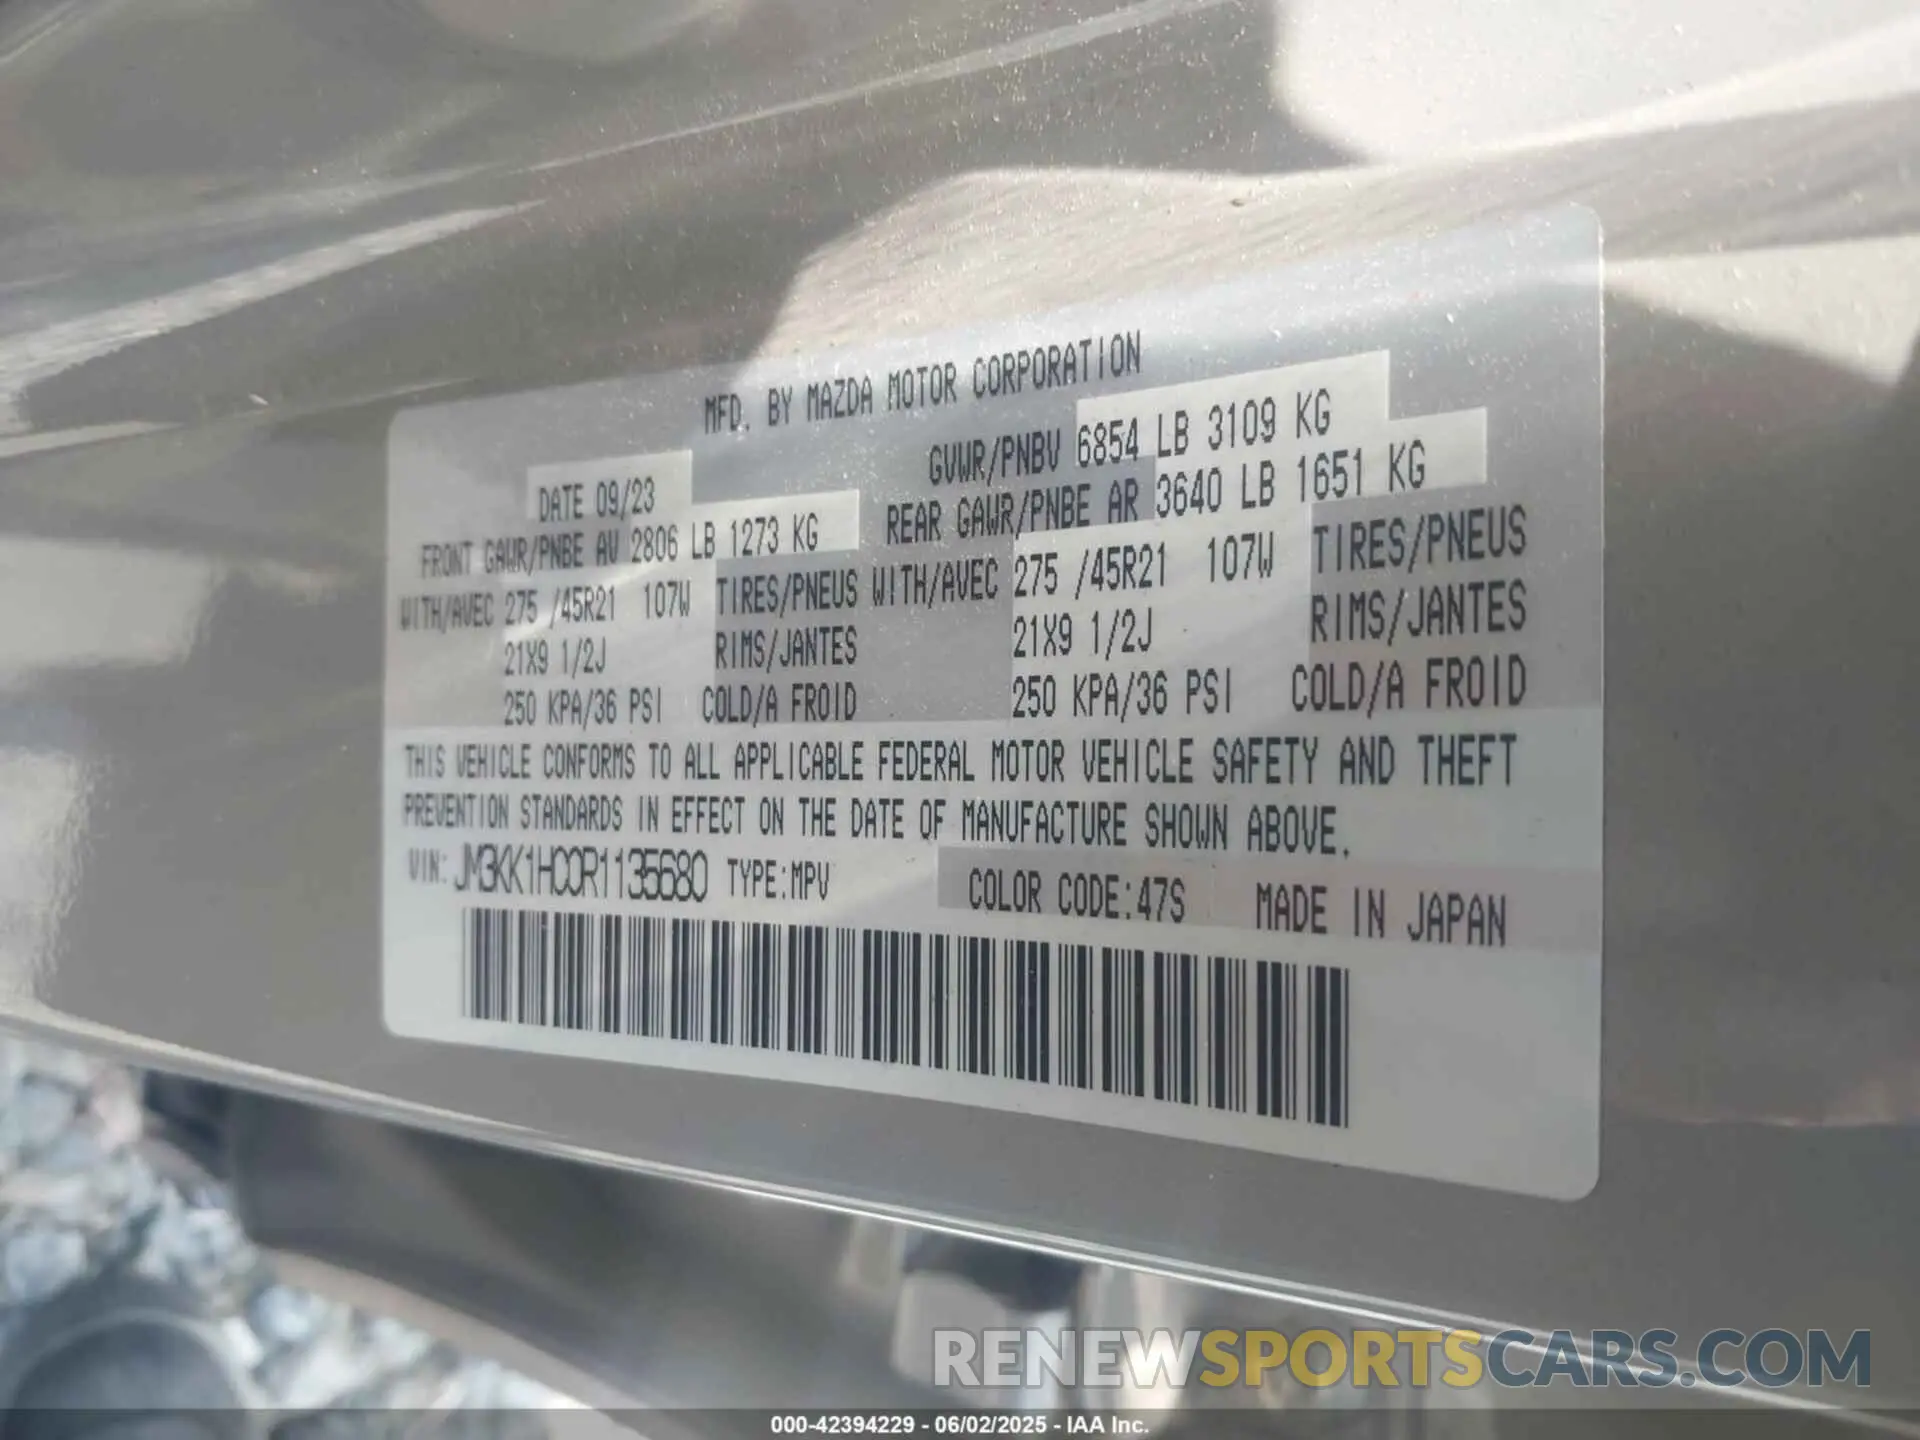 MFD. BY MAZDA MOTOR CORPORATION
DATE 09/23 GVWR/PNBV 6854 LB 3109 KG
FRONT GAWR/PNBE AV 2806 LB 1273 KG REAR GAWR/PNBE AR 3640 LB 1651 KG
WITH/AVEC 275 /45R21 107W TIRES/PNEUS WITH/AVEC 275 /45R21 107W TIRES/PNEUS
21X9 1/2J RIMS/JANTES 21X9 1/2J RIMS/JANTES
250 KPA/36 PSI COLD/A FROID 250 KPA/36 PSI COLD/A FROID
THIS VEHICLE CONFORMS TO ALL APPLICABLE FEDERAL MOTOR VEHICLE SAFETY AND THEFT
PREVENTION STANDARDS IN EFFECT ON THE DATE OF MANUFACTURE SHOWN ABOVE.
VIN: JM3KK1HC0R1135680 TYPE:MPV COLOR CODE:47S MADE IN JAPAN
RENEWSPORTSCARS.COM
000-42394229 - 06/02/2025 - IAA Inc.